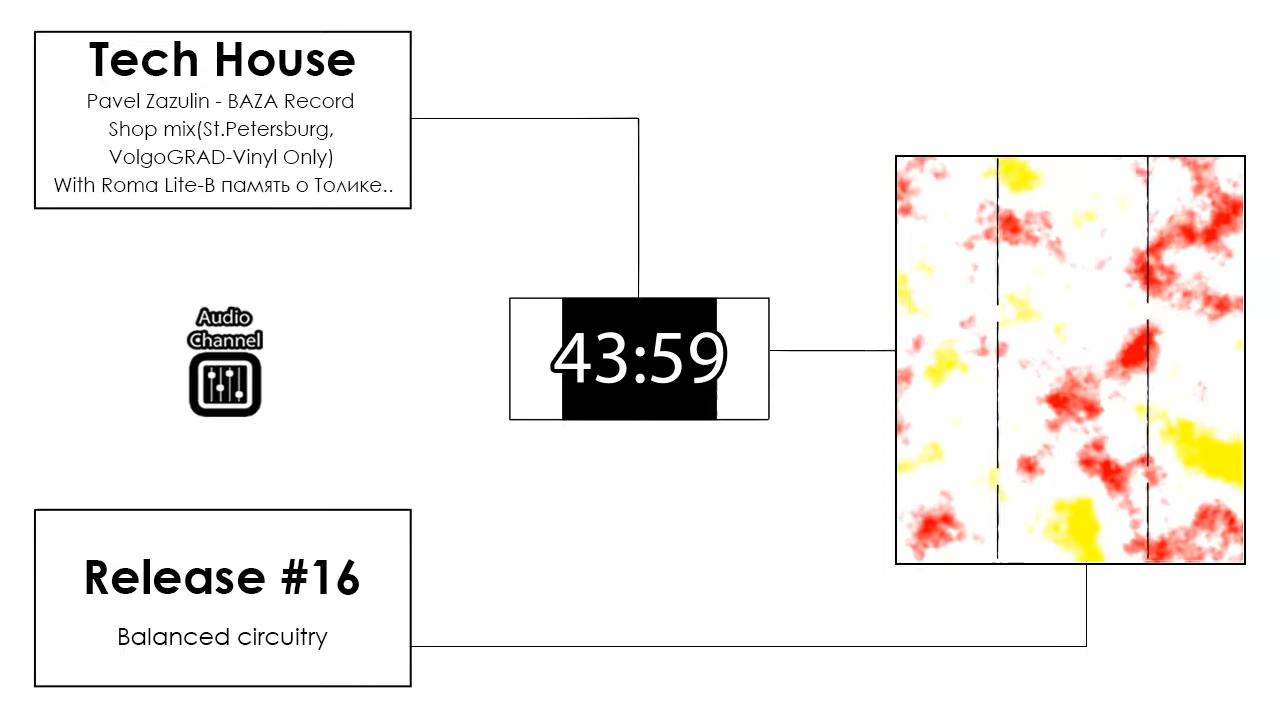 Tech House
Pavel Zazulin - BAZA Record
Shop mix(St.Petersburg,
VolgoGRAD-Vinyl Only)
With Roma Lite-В память о Толике..
Audio
Channel
43:59
Release #16
Balanced circuitry